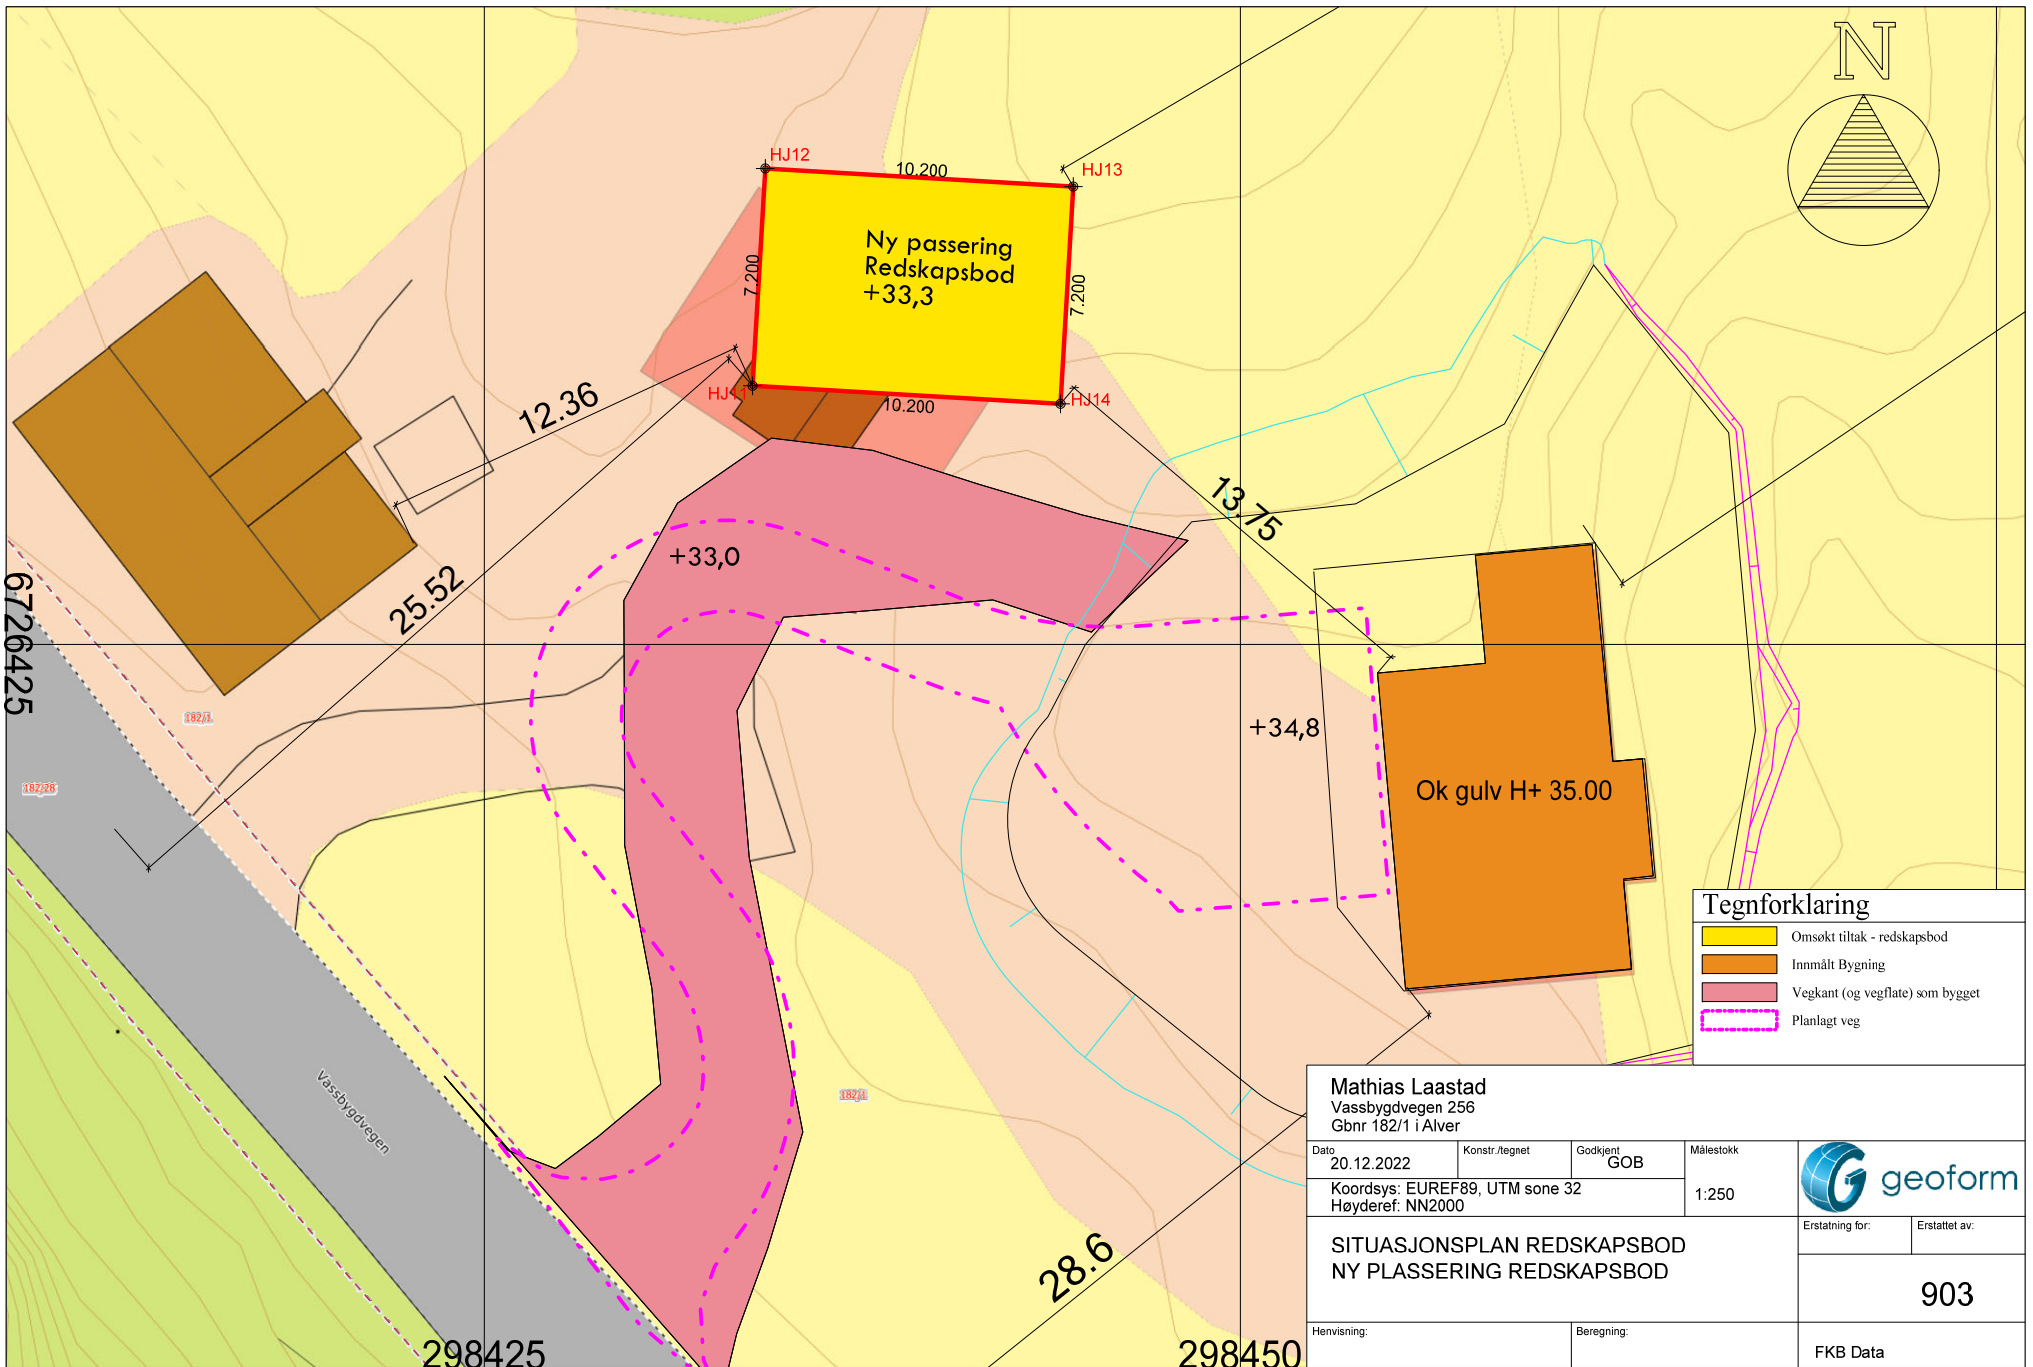 N
HJ12
10.200
HJ13
Ny passering
Redskapsbod
+33,3
7.200
7.200
12.36
HJ11
10.200
HJ14
13.75
+33,0
25.52
6726425
182/1
+34,8
182/28
Ok gulv H+ 35.00
Vassbygdvegen
182/1
28.6
298425
298450
Tegnforklaring
Omsøkt tiltak - redskapsbod
Innmålt Bygning
Vegkant (og vegflate) som bygget
Planlagt veg
Mathias Laastad
Vassbygdvegen 256
Gbnr 182/1 i Alver
Dato
20.12.2022
Konstr./tegnet
Godkjent
GOB
Målestokk
1:250
Koordsys: EUREF89, UTM sone 32
Høyderef: NN2000
geoform
Erstatning for:
Erstattet av:
SITUASJONSPLAN REDSKAPSBOD
NY PLASSERING REDSKAPSBOD
903
Henvisning:
Beregning:
FKB Data